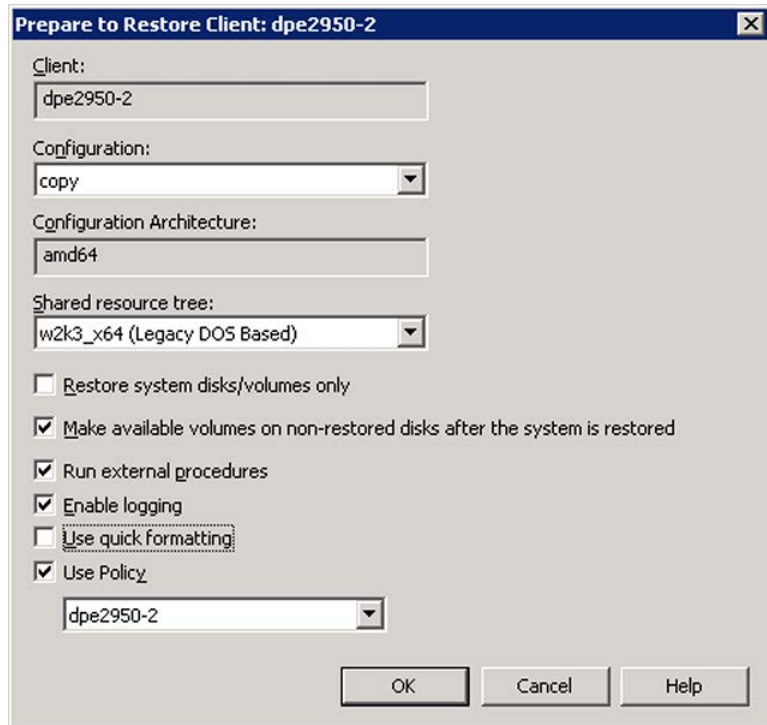 Prepare to Restore Client: dpe2950-2
Client:
dpe2950-2
Configuration:
copy
Configuration Architecture:
amd64
Shared resource tree:
w2k3_x64 (Legacy DOS Based)
Restore system disks/volumes only
Make available volumes on non-restored disks after the system is restored
Run external procedures
Enable logging
Use quick formatting
Use Policy
dpe2950-2
OK Cancel Help